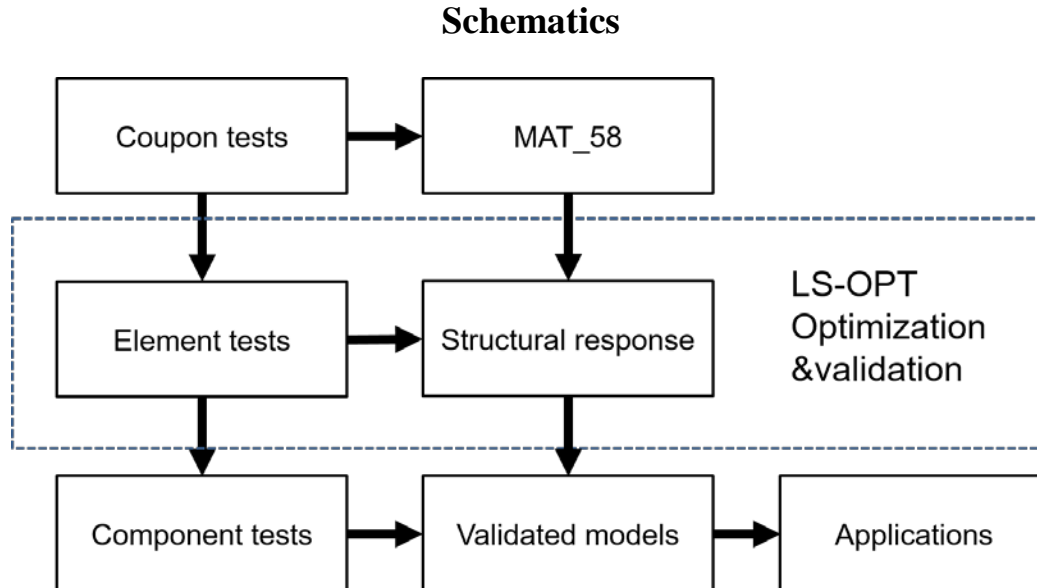 Schematics
Coupon tests
MAT_58
Element tests
Structural response
LS-OPT
Optimization
&validation
Component tests
Validated models
Applications